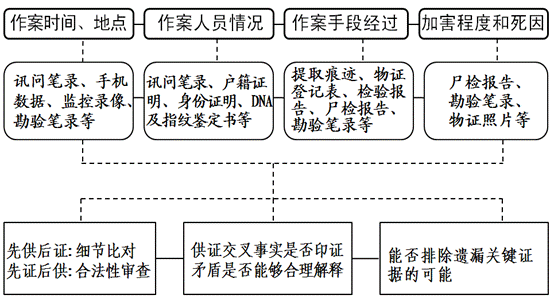 作案时间、地点
作案人员情况
作案手段经过
加害程度和死因
讯问笔录、手机
数据、监控录像、
勘验笔录等
讯问笔录、户籍证
明、身份证明、DNA
及指纹鉴定书等
提取痕迹、物证
登记表、检验报
告、尸检报告、
勘验笔录等
尸检报告、
勘验笔录、
物证照片等
先供后证:细节比对
先证后供:合法性审查
供证交叉事实是否印证
矛盾是否能够合理解释
能否排除遗漏关键证
据的可能